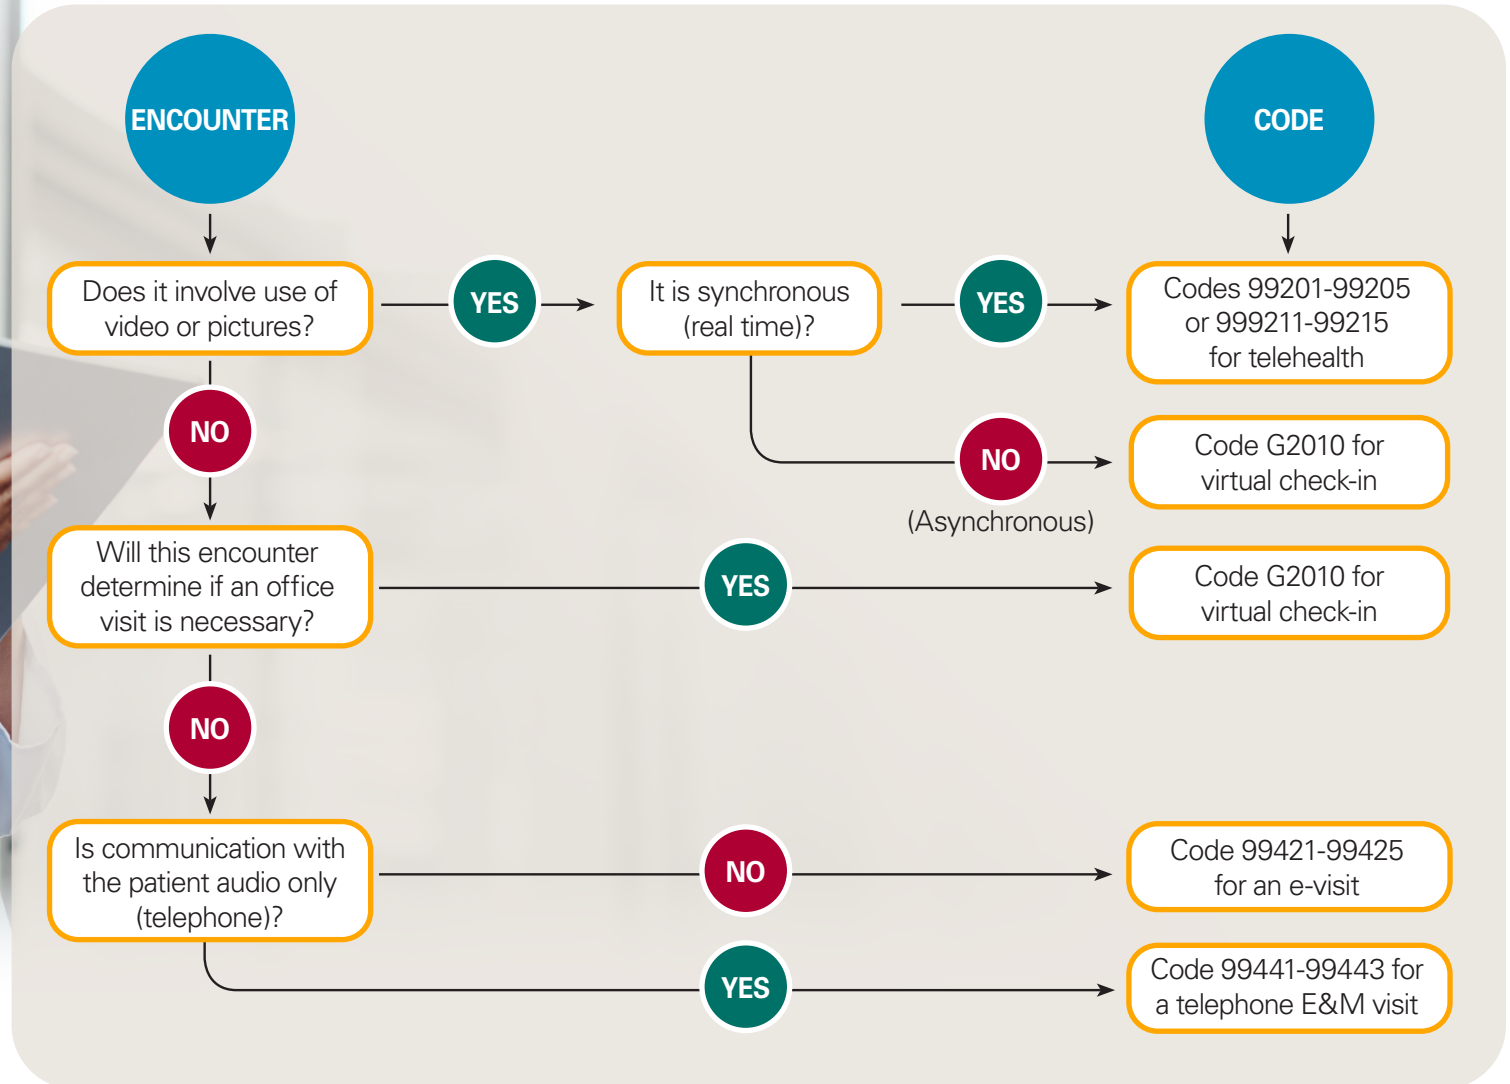 ENCOUNTER
CODE
Does it involve use of
video or pictures?
YES
It is synchronous
(real time)?
YES
Codes 99201-99205
or 999211-99215
for telehealth
NO
NO
(Asynchronous)
Code G2010 for
virtual check-in
Will this encounter
determine if an office
visit is necessary?
YES
Code G2010 for
virtual check-in
NO
Is communication with
the patient audio only
(telephone)?
NO
Code 99421-99425
for an e-visit
YES
Code 99441-99443 for
a telephone E&M visit